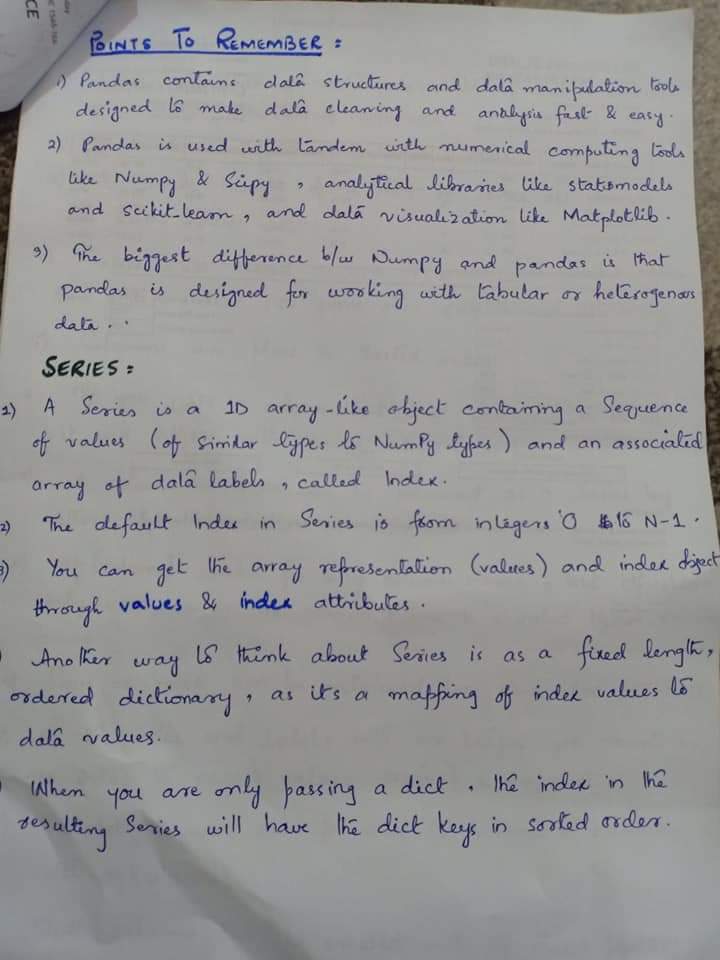 POINTS TO REMEMBER :
1) Pandas contains data structures and data manipulation tools
designed to make data cleaning and analysis fast & easy.
2) Pandas is used with tandem with numerical computing tools
like Numpy & Scipy , analytical libraries like statsmodels
and scikit-learn , and data visualization like Matplotlib .
3) The biggest difference b/w Numpy and pandas is that
pandas is designed for working with tabular or heterogenous
data . .
SERIES :
1) A Series is a 1D array-like object containing a Sequence
of values (of similar types to NumPy types) and an associated
array of data labels , called Index .
2) The default Index in Series is from integers 0 to N-1 .
3) You can get the array representation (values) and index object
through values & index attributes .
Another way to think about Series is as a fixed length,
ordered dictionary , as its a mapping of index values to
data values.
When you are only passing a dict , the index in the
resulting Series will have the dict keys in sorted order.